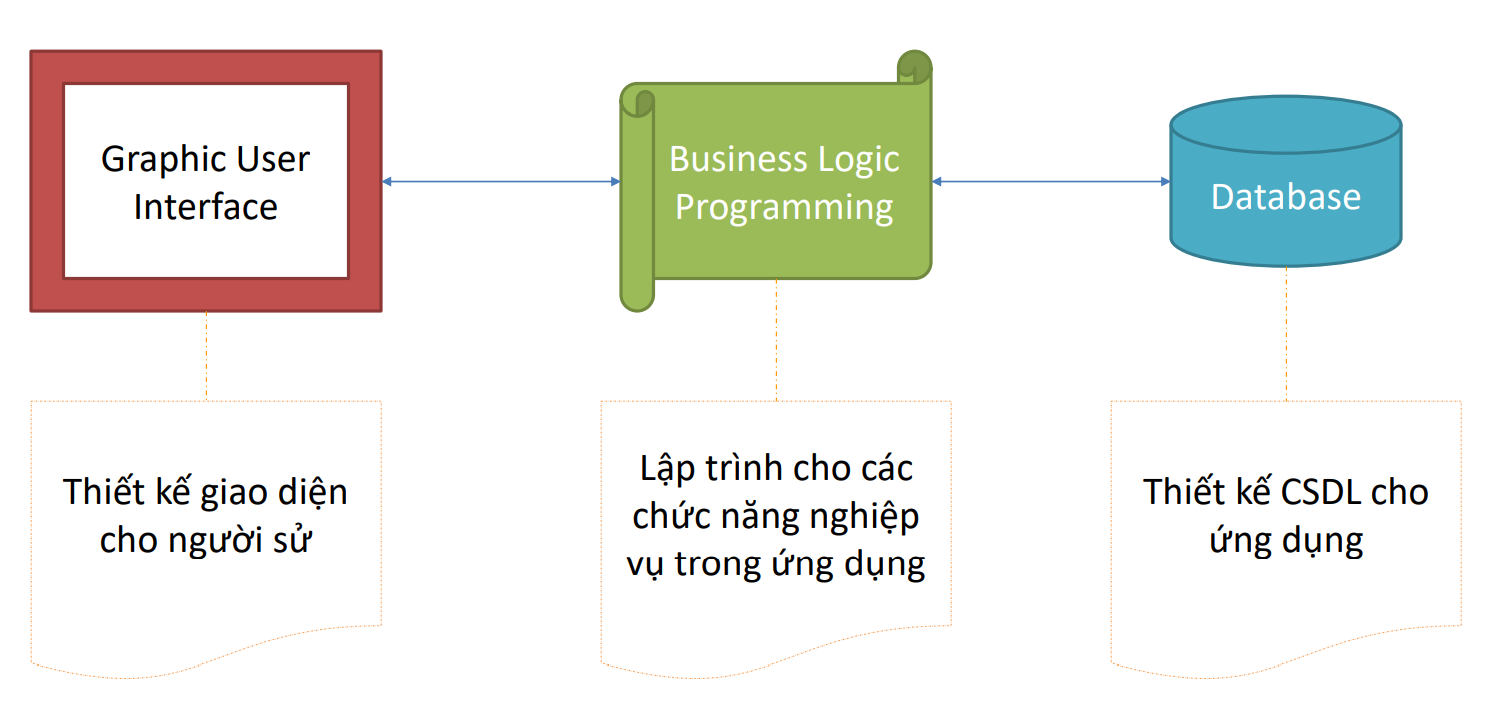 Graphic User
Interface
Business Logic
Programming
Database
Thiết kế giao diện
cho người sử
Lập trình cho các
chức năng nghiệp
vụ trong ứng dụng
Thiết kế CSDL cho
ứng dụng